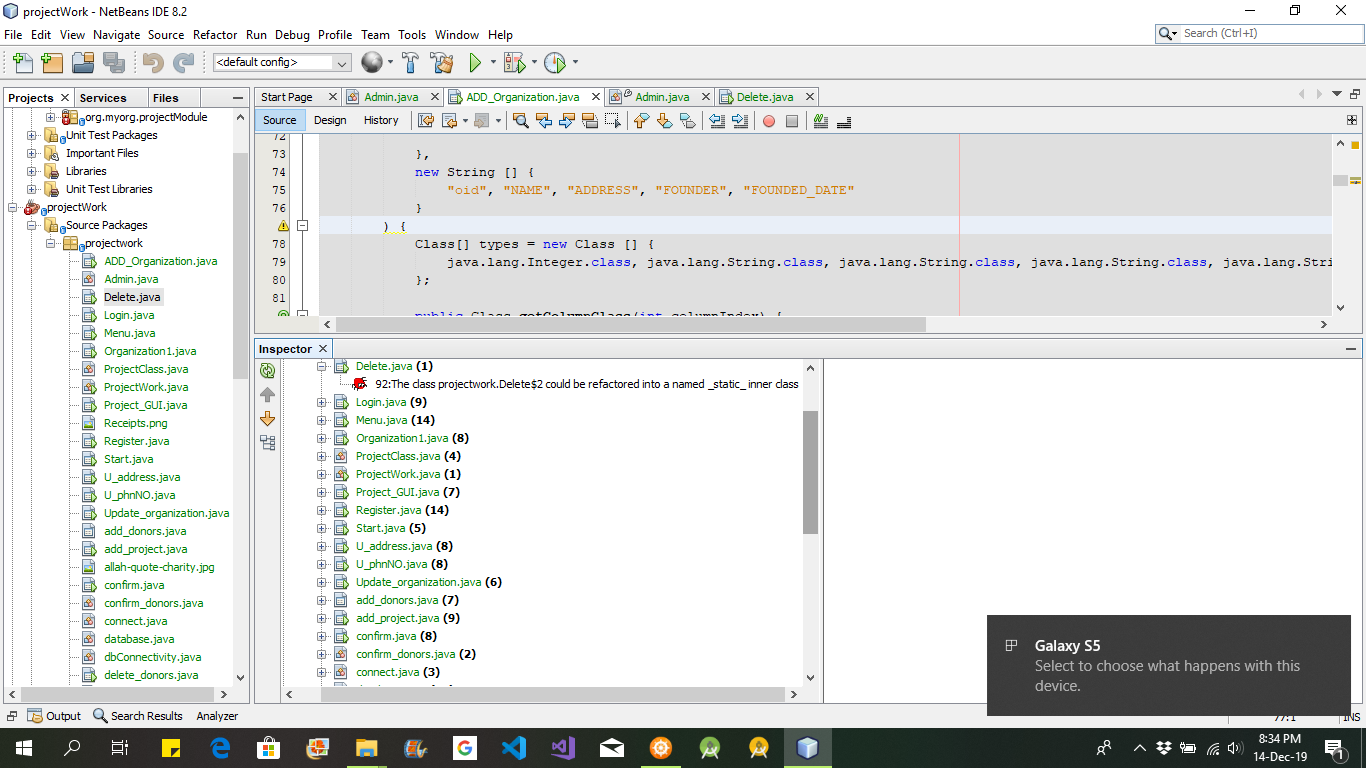 projectWork - NetBeans IDE 8.2
File Edit View Navigate Source Refactor Run Debug Profile Team Tools Window Help
Search (Ctrl+I)
<default config>
Projects Services Files
org.myorg.projectModule
Unit Test Packages
Important Files
Libraries
Unit Test Libraries
projectWork
Source Packages
projectwork
ADD_Organization.java
Admin.java
Delete.java
Login.java
Menu.java
Organization1.java
ProjectClass.java
ProjectWork.java
Project_GUI.java
Receipts.png
Register.java
Start.java
U_address.java
U_phnNO.java
Update_organization.java
add_donors.java
add_project.java
allah-quote-charity.jpg
confirm.java
confirm_donors.java
connect.java
database.java
dbConnectivity.java
delete_donors.java
Start Page Admin.java ADD_Organization.java Admin.java Delete.java
Source Design History
72
73 },
74 new String [] {
75 "oid", "NAME", "ADDRESS", "FOUNDER", "FOUNDED_DATE"
76 }
) {
78 Class[] types = new Class [] {
79 java.lang.Integer.class, java.lang.String.class, java.lang.String.class, java.lang.String.class, java.lang.Stri
80 };
81
public Class getColumnClass(int columnIndex) {
Inspector
Delete.java (1)
92:The class projectwork.Delete$2 could be refactored into a named _static_ inner class
Login.java (9)
Menu.java (14)
Organization1.java (8)
ProjectClass.java (4)
ProjectWork.java (1)
Project_GUI.java (7)
Register.java (14)
Start.java (5)
U_address.java (8)
U_phnNO.java (8)
Update_organization.java (6)
add_donors.java (7)
add_project.java (9)
confirm.java (8)
confirm_donors.java (2)
connect.java (3)
Galaxy S5
Select to choose what happens with this
device.
Output Search Results Analyzer
77:1 INS
8:34 PM
14-Dec-19
1